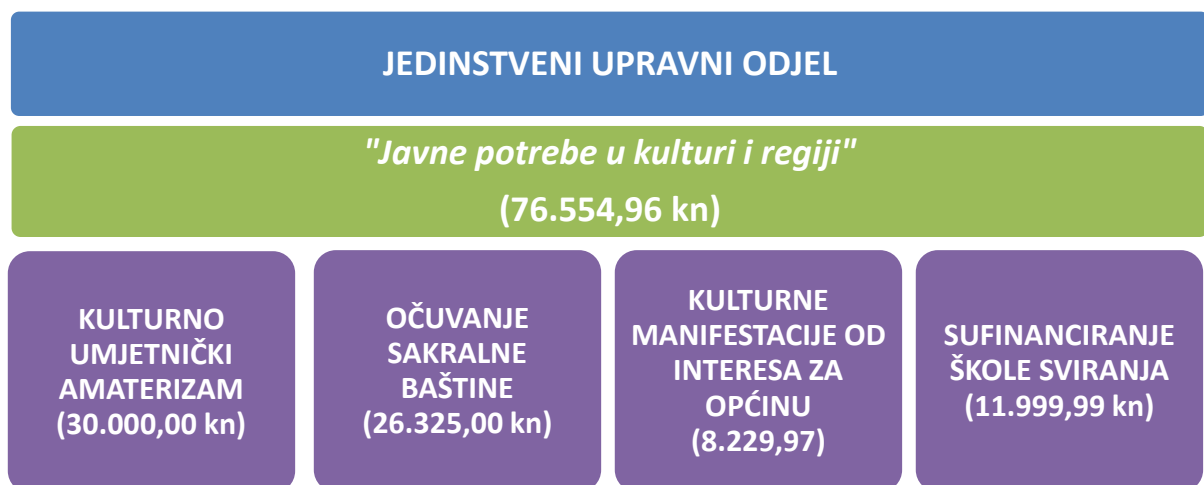 JEDINSTVENI UPRAVNI ODJEL
"Javne potrebe u kulturi i regiji"
(76.554,96 kn)
KULTURNO
UMJETNIČKI
AMATERIZAM
(30.000,00 kn)
OČUVANJE
SAKRALNE
BAŠTINE
(26.325,00 kn)
KULTURNE
MANIFESTACIJE OD
INTERESA ZA
OPĆINU
(8.229,97)
SUFINANCIRANJE
ŠKOLE SVIRANJA
(11.999,99 kn)